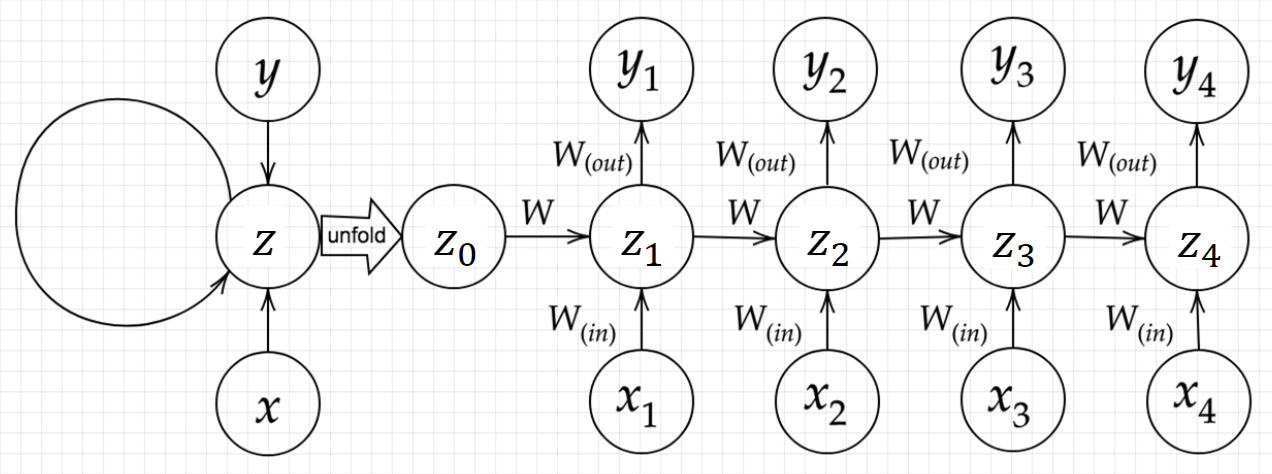 y y₁ y₂ y₃ y₄
W₍out₎ W₍out₎ W₍out₎ W₍out₎
W W W W
z unfold z₀ z₁ z₂ z₃ z₄
W₍in₎ W₍in₎ W₍in₎ W₍in₎
x x₁ x₂ x₃ x₄